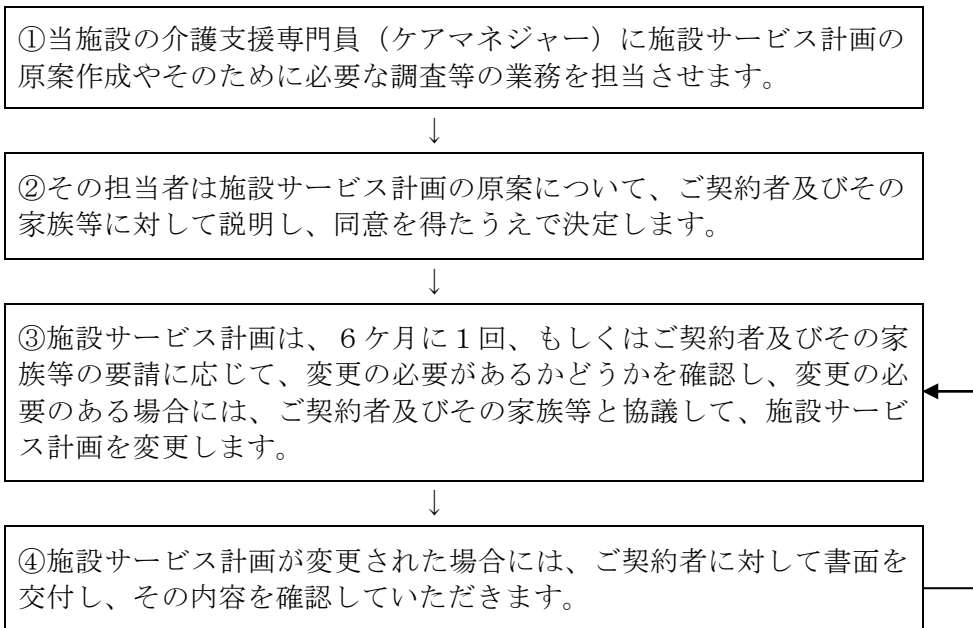 ①当施設の介護支援専門員（ケアマネジャー）に施設サービス計画の
原案作成やそのために必要な調査等の業務を担当させます。
↓
②その担当者は施設サービス計画の原案について、ご契約者及びその
家族等に対して説明し、同意を得たうえで決定します。
↓
③施設サービス計画は、６ケ月に１回、もしくはご契約者及びその家
族等の要請に応じて、変更の必要があるかどうかを確認し、変更の必
要のある場合には、ご契約者及びその家族等と協議して、施設サービ
ス計画を変更します。
↓
④施設サービス計画が変更された場合には、ご契約者に対して書面を
交付し、その内容を確認していただきます。